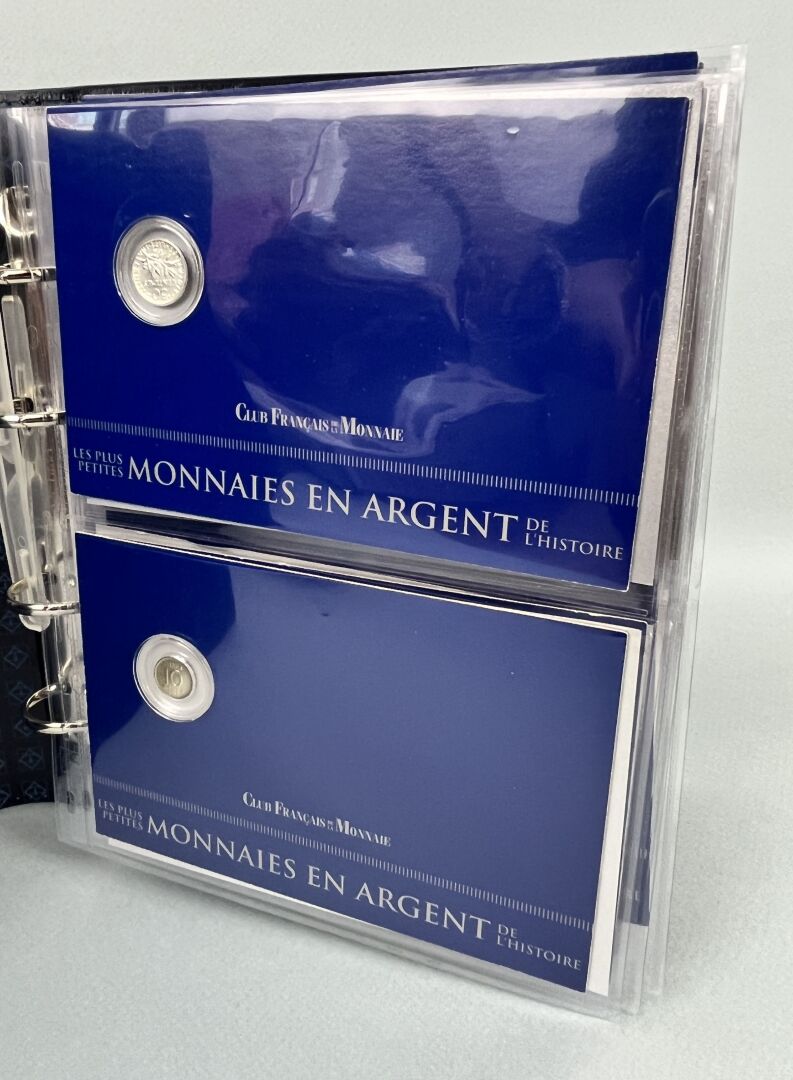 CLUB FRANÇAIS DE LA MONNAIE
LES PLUS
PETITES MONNAIES EN ARGENT DE
L'HISTOIRE
10
CLUB FRANÇAIS DE LA MONNAIE
LES PLUS
PETITES MONNAIES EN ARGENT DE
L'HISTOIRE